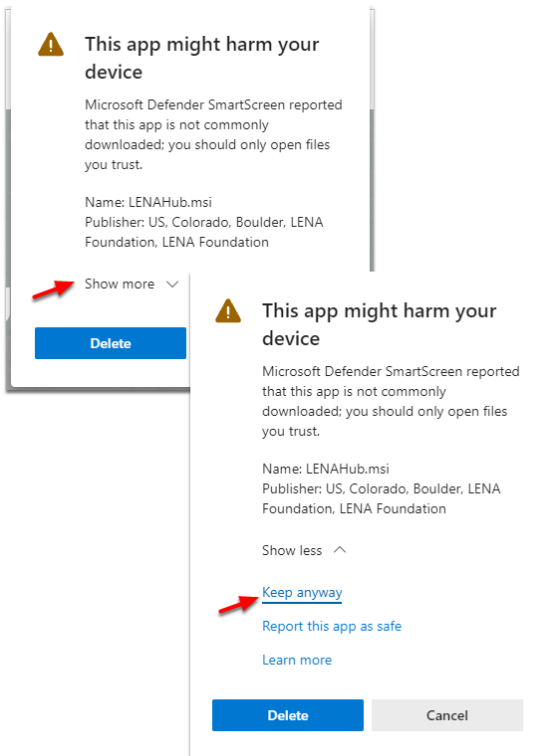 This app might harm your
device
Microsoft Defender SmartScreen reported
that this app is not commonly
downloaded; you should only open files
you trust.
Name: LENAHub.msi
Publisher: US, Colorado, Boulder, LENA
Foundation, LENA Foundation
Show more
Delete
This app might harm your
device
Microsoft Defender SmartScreen reported
that this app is not commonly
downloaded; you should only open files
you trust.
Name: LENAHub.msi
Publisher: US, Colorado, Boulder, LENA
Foundation, LENA Foundation
Show less
Keep anyway
Report this app as safe
Learn more
Delete Cancel